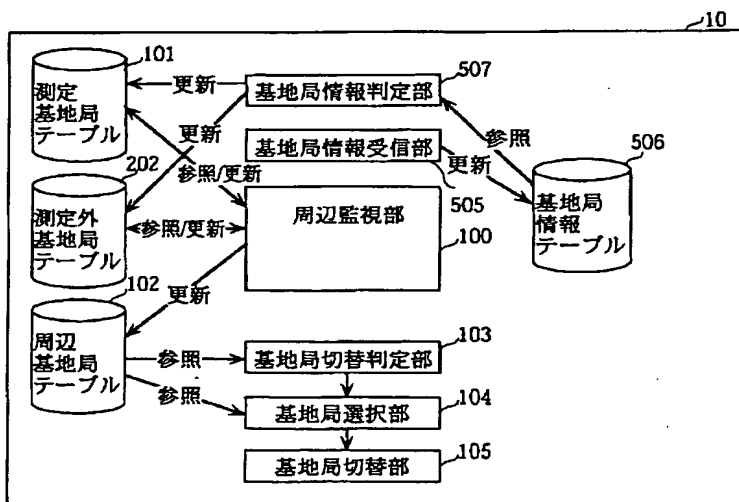 10
101
測定
基地局
テーブル
更新
基地局情報判定部
507
参照
更新
基地局情報受信部
更新
506
参照/更新
505
202
測定外
基地局
テーブル
参照/更新
周辺監視部
100
基地局
情報
テーブル
102
更新
周辺
基地局
テーブル
参照
基地局切替判定部
103
参照
基地局選択部
104
基地局切替部
105